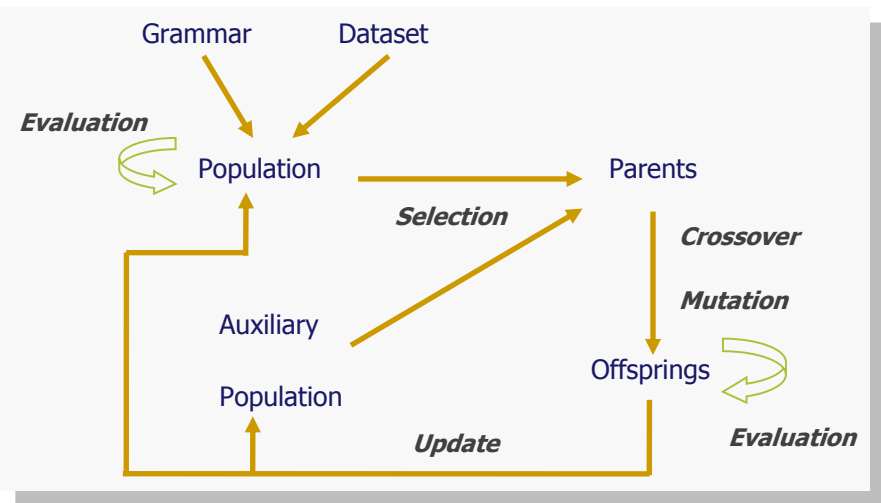 Grammar
Dataset
Evaluation
Population
Parents
Selection
Crossover
Mutation
Auxiliary
Population
Offsprings
Update
Evaluation